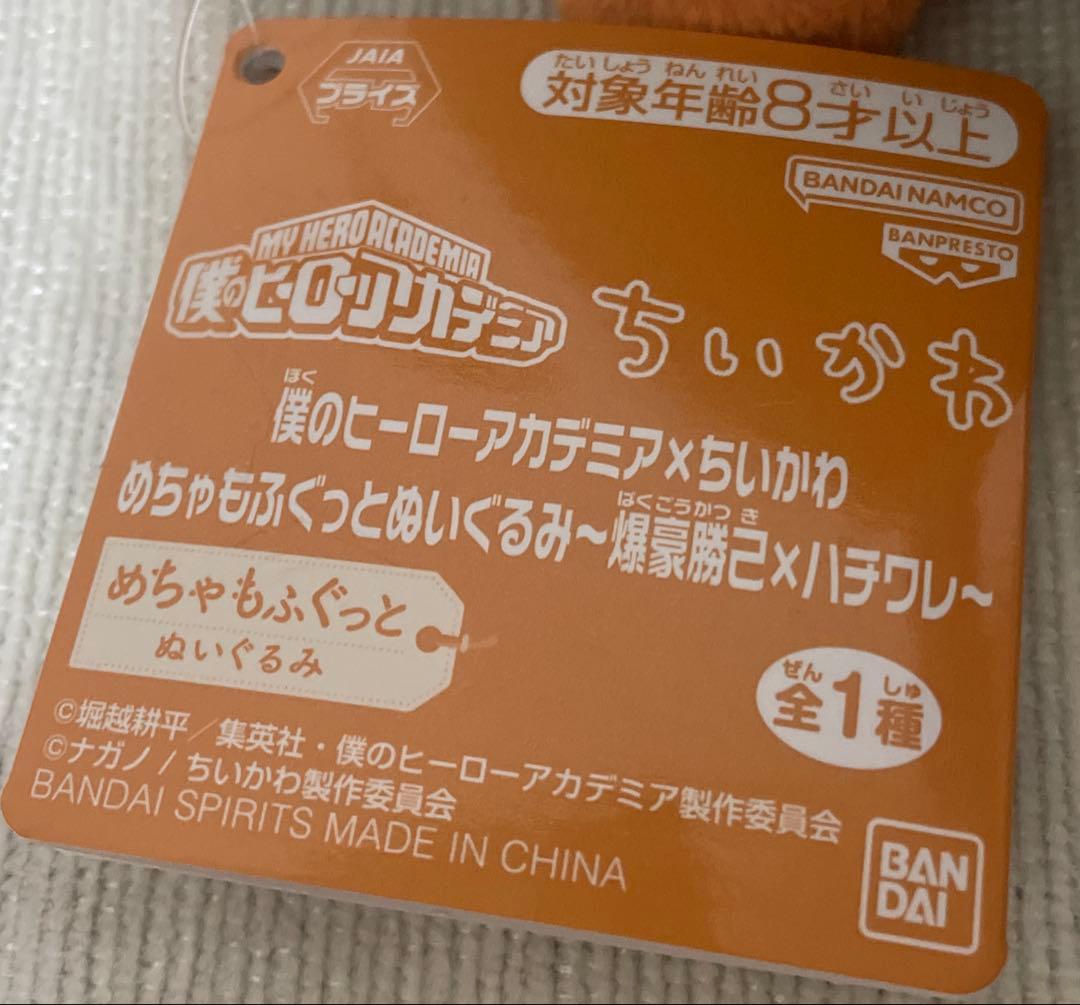 JAIA
プライズ
たいしょうねんれい さい いじょう
対象年齢8才以上
BANDAI NAMCO
BANPRESTO
MY HERO ACADEMIA
僕のヒーローアカデミア
ちいかわ
ぼく
僕のヒーローアカデミア×ちいかわ
ばくごうかつき
めちゃもふぐっとぬいぐるみ~爆豪勝己×ハチワレ~
めちゃもふぐっと
ぬいぐるみ
ぜん しゅ
全1種
©堀越耕平/集英社・僕のヒーローアカデミア製作委員会
©ナガノ/ちいかわ製作委員会
BANDAI SPIRITS MADE IN CHINA
BAN
DAI